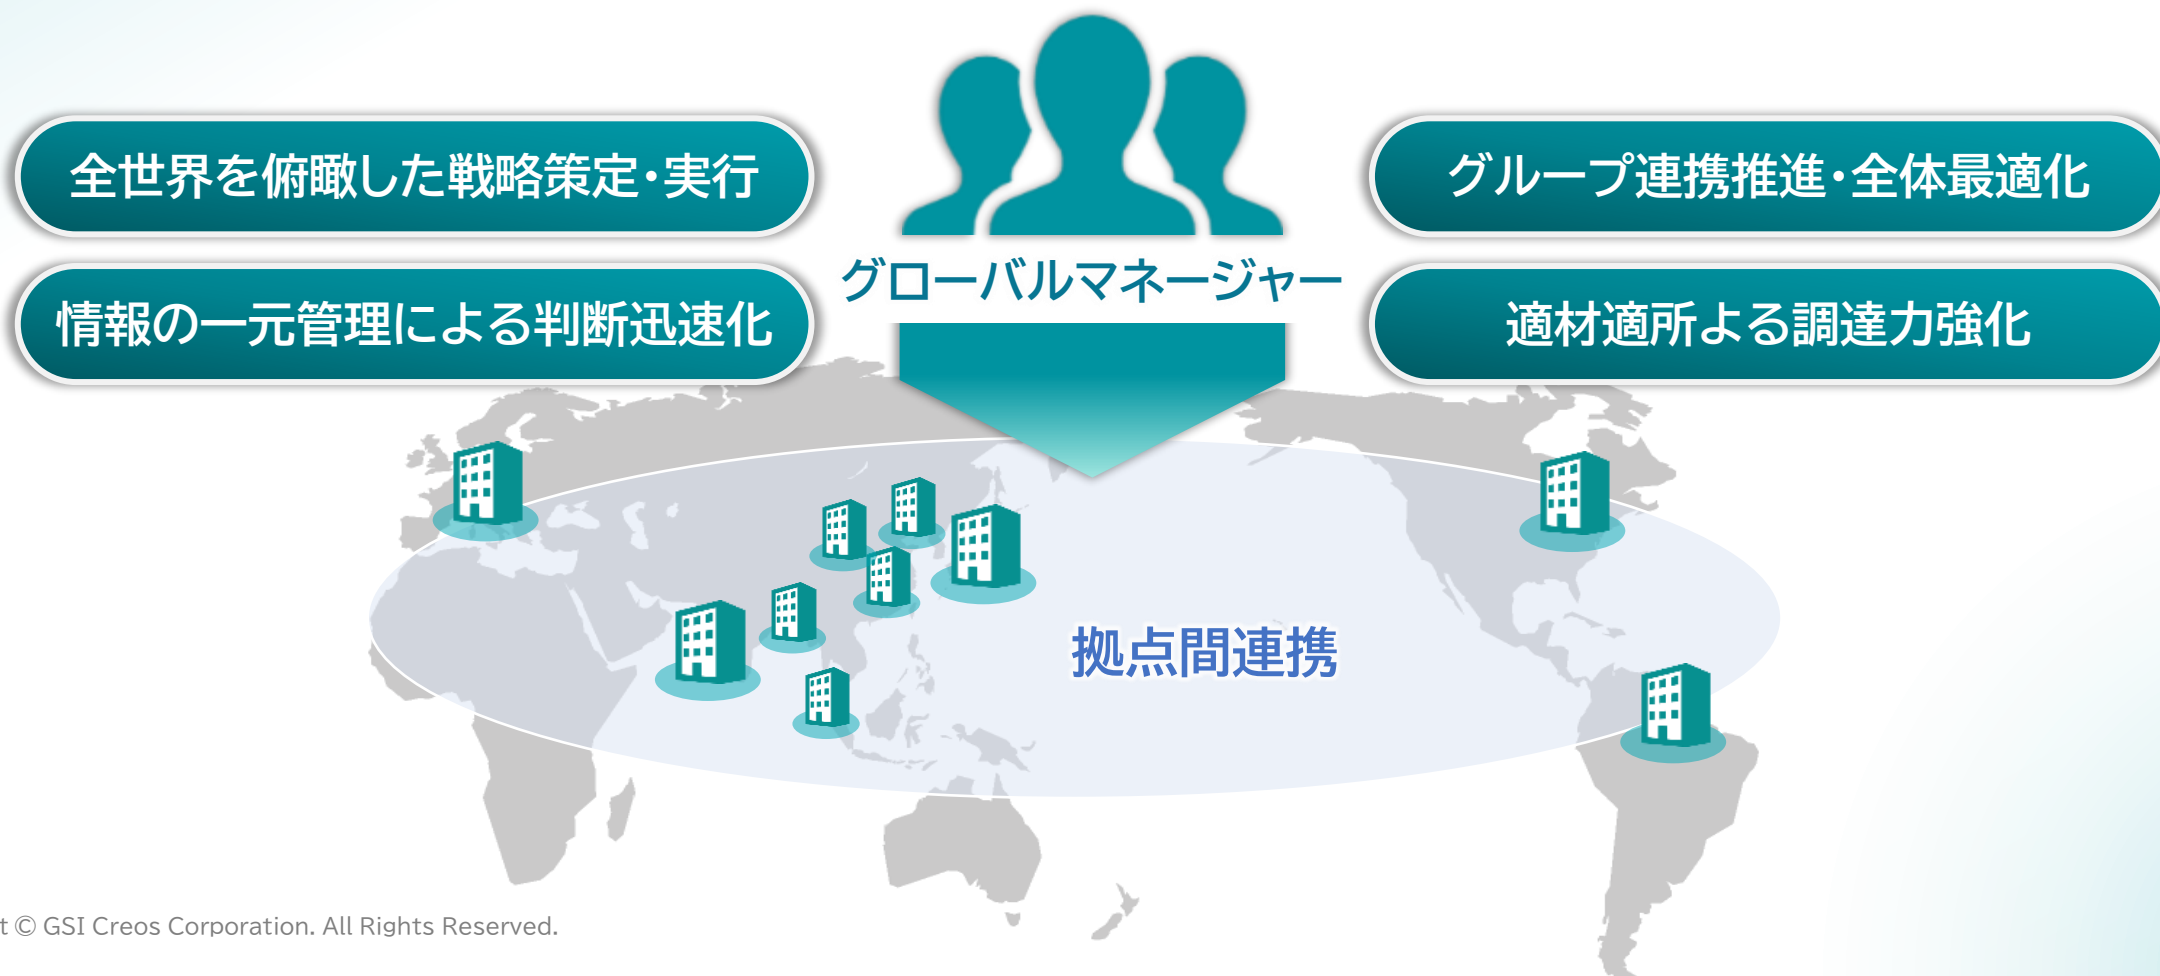 全世界を俯瞰した戦略策定・実行
情報の一元管理による判断迅速化
グローバルマネージャー
グループ連携推進・全体最適化
適材適所よる調達力強化
拠点間連携
t © GSI Creos Corporation. All Rights Reserved.